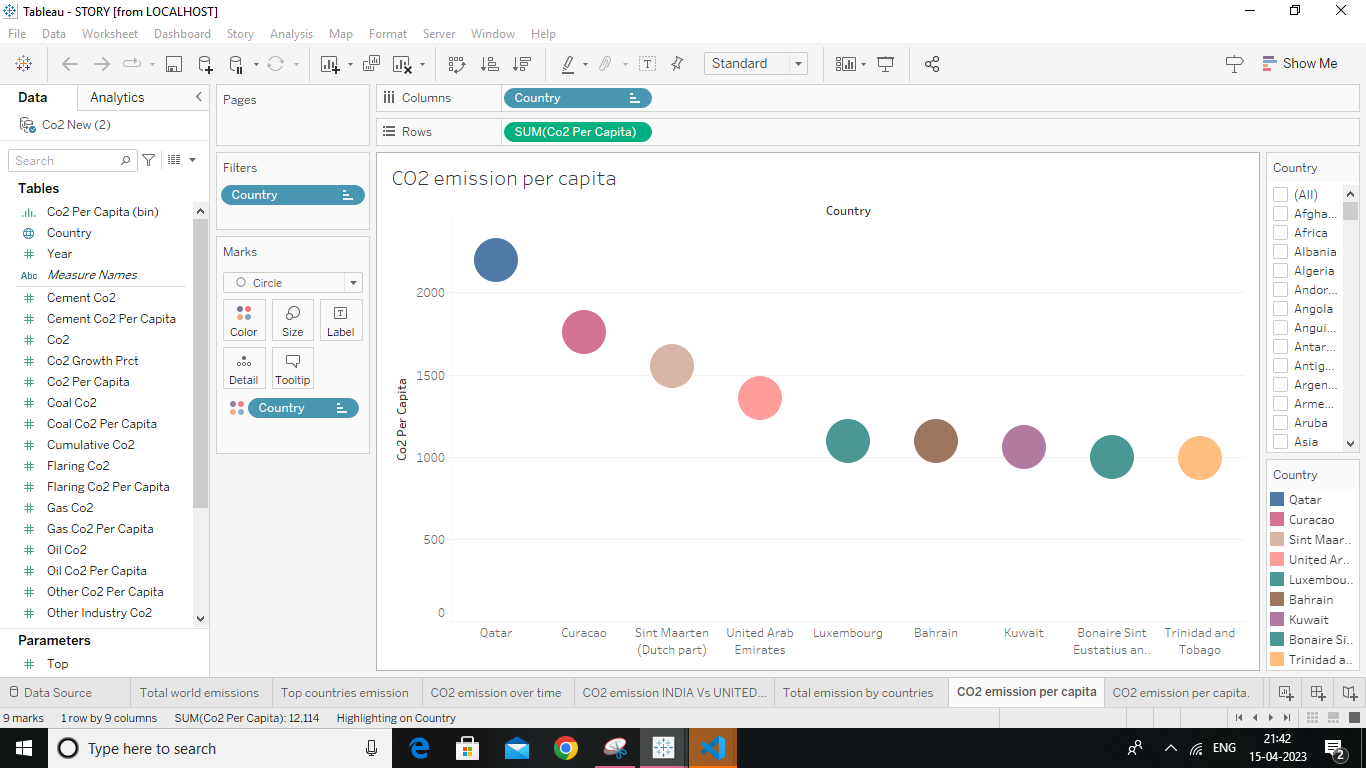 Tableau - STORY [from LOCALHOST]
File Data Worksheet Dashboard Story Analysis Map Format Server Window Help
Standard
Show Me
Data Analytics
Co2 New (2)
Search
Tables
Co2 Per Capita (bin)
Country
Year
Abc Measure Names
Cement Co2
Cement Co2 Per Capita
Co2
Co2 Growth Prct
Co2 Per Capita
Coal Co2
Coal Co2 Per Capita
Cumulative Co2
Flaring Co2
Flaring Co2 Per Capita
Gas Co2
Gas Co2 Per Capita
Oil Co2
Oil Co2 Per Capita
Other Co2 Per Capita
Other Industry Co2
Parameters
Top
Pages
Filters
Country
Marks
Circle
Color Size Label
Detail Tooltip
Country
Columns Country
Rows SUM(Co2 Per Capita)
CO2 emission per capita
Country
Co2 Per Capita
2000
1500
1000
500
0
Qatar
Curacao
Sint Maarten
(Dutch part)
United Arab
Emirates
Luxembourg
Bahrain
Kuwait
Bonaire Sint
Eustatius an..
Trinidad and
Tobago
Country
(All)
Afgha...
Africa
Albania
Algeria
Andor...
Angola
Angui...
Antar...
Antig...
Argen...
Arme...
Aruba
Asia
Country
Qatar
Curacao
Sint Maar..
United Ar..
Luxembou..
Bahrain
Kuwait
Bonaire Si..
Trinidad a..
Data Source Total world emissions Top countries emission CO2 emission over time CO2 emission INDIA Vs UNITED... Total emission by countries CO2 emission per capita CO2 emission per capita.
9 marks 1 row by 9 columns SUM(Co2 Per Capita): 12,114 Highlighting on Country
Type here to search
ENG
21:42
15-04-2023
2